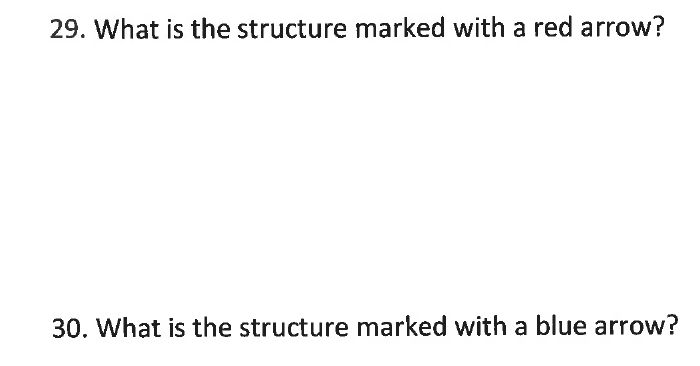 29. What is the structure marked with a red arrow?
30. What is the structure marked with a blue arrow?